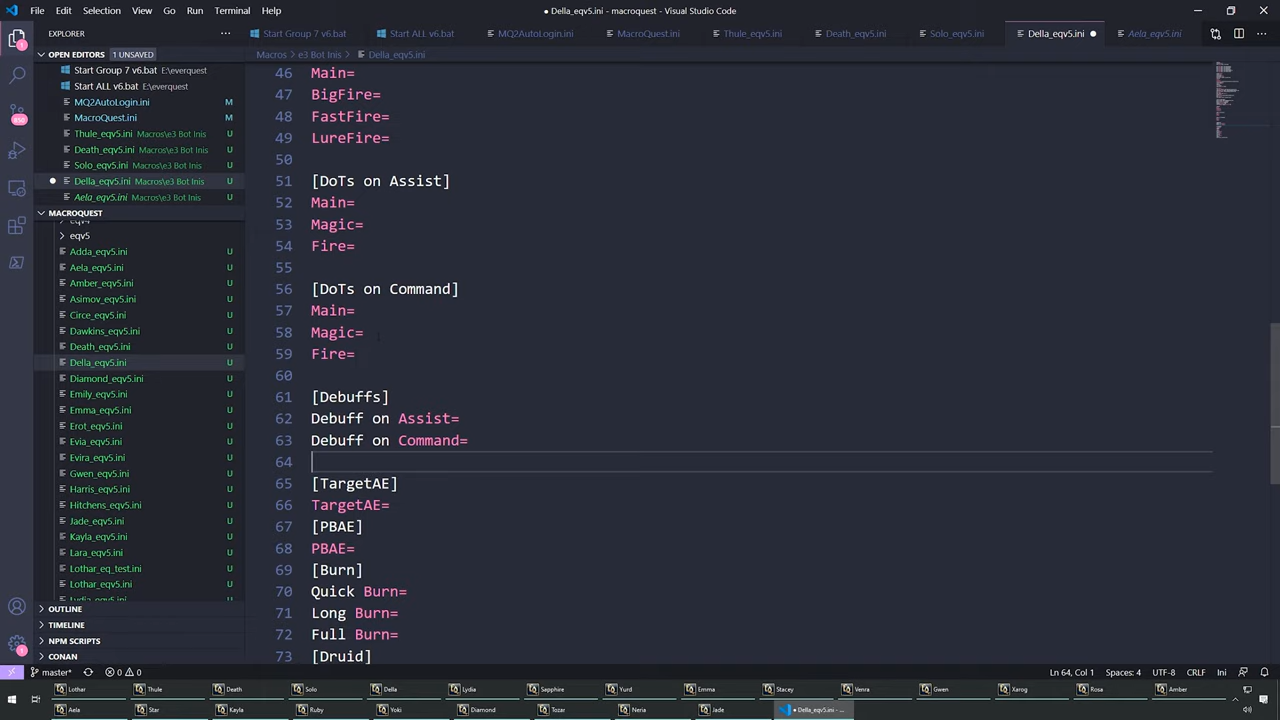 File Edit Selection View Go Run Terminal Help
● Della_eqv5.ini - macroquest - Visual Studio Code
EXPLORER
Start Group 7 v6.bat
Start ALL v6.bat
MQ2AutoLogin.ini
MacroQuest.ini
Thule_eqv5.ini
Death_eqv5.ini
Solo_eqv5.ini
Della_eqv5.ini
Aela_eqv5.ini
OPEN EDITORS 1 UNSAVED
Macros > e3 Bot Inis > Della_eqv5.ini
Start Group 7 v6.bat E:\everquest
Start ALL v6.bat E:\everquest
MQ2AutoLogin.ini M
MacroQuest.ini M
Thule_eqv5.ini Macros\e3 Bot Inis U
Death_eqv5.ini Macros\e3 Bot Inis U
Solo_eqv5.ini Macros\e3 Bot Inis U
Della_eqv5.ini Macros\e3 Bot Inis U
Aela_eqv5.ini Macros\e3 Bot Inis U
MACROQUEST
eqv5
Adda_eqv5.ini U
Aela_eqv5.ini U
Amber_eqv5.ini U
Asimov_eqv5.ini U
Circe_eqv5.ini U
Dawkins_eqv5.ini U
Death_eqv5.ini U
Della_eqv5.ini U
Diamond_eqv5.ini U
Emily_eqv5.ini U
Emma_eqv5.ini U
Erot_eqv5.ini U
Evia_eqv5.ini U
Evira_eqv5.ini U
Gwen_eqv5.ini U
Harris_eqv5.ini U
Hitchens_eqv5.ini U
Jade_eqv5.ini U
Kayla_eqv5.ini U
Lara_eqv5.ini U
Lothar_eq_test.ini U
Lothar_eqv5.ini U
Lydia_eqv5.ini U
OUTLINE
TIMELINE
NPM SCRIPTS
CONAN
46 Main=
47 BigFire=
48 FastFire=
49 LureFire=
50
51 [DoTs on Assist]
52 Main=
53 Magic=
54 Fire=
55
56 [DoTs on Command]
57 Main=
58 Magic=
59 Fire=
60
61 [Debuffs]
62 Debuff on Assist=
63 Debuff on Command=
64
65 [TargetAE]
66 TargetAE=
67 [PBAE]
68 PBAE=
69 [Burn]
70 Quick Burn=
71 Long Burn=
72 Full Burn=
73 [Druid]
master* 0 0
Ln 64, Col 1 Spaces: 4 UTF-8 CRLF Ini
Lothar Thule Death Solo Della Lydia Sapphire Yurd Emma Stacey Venra Gwen Xarog Rosa Amber
Aela Star Kayla Ruby Yoki Diamond Tozar Neria Jade ● Della_eqv5.ini - ...